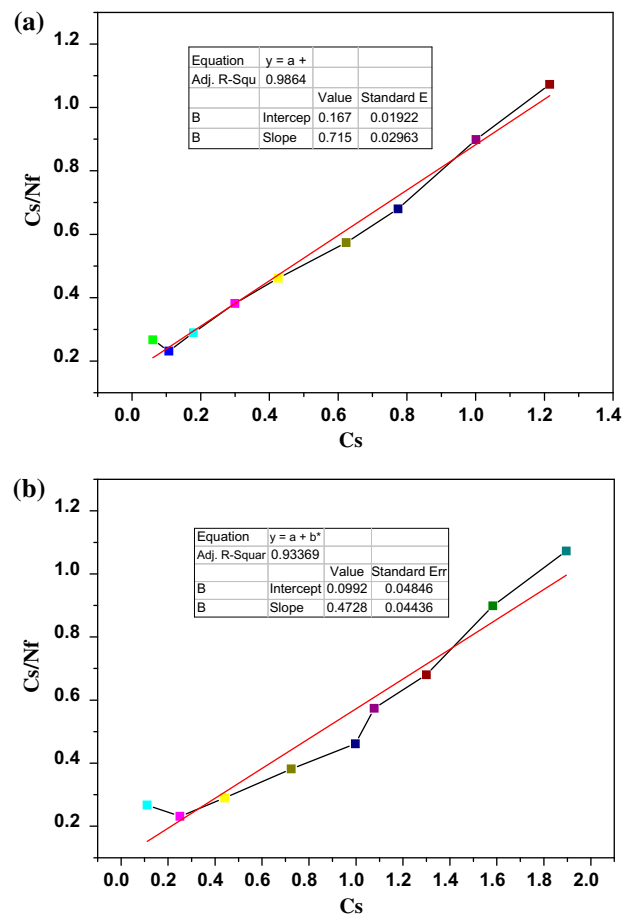 (a)
1.2
1.0
0.8
0.6
0.4
0.2
Cs/Nf
Equation y = a +
Adj. R-Squ 0.9864
Value Standard E
B Intercep 0.167 0.01922
B Slope 0.715 0.02963
0.0 0.2 0.4 0.6 0.8 1.0 1.2 1.4
Cs
(b)
1.2
1.0
0.8
0.6
0.4
0.2
Cs/Nf
Equation y = a + b*
Adj. R-Squar 0.93369
Value Standard Err
B Intercept 0.0992 0.04846
B Slope 0.4728 0.04436
0.0 0.2 0.4 0.6 0.8 1.0 1.2 1.4 1.6 1.8 2.0
Cs